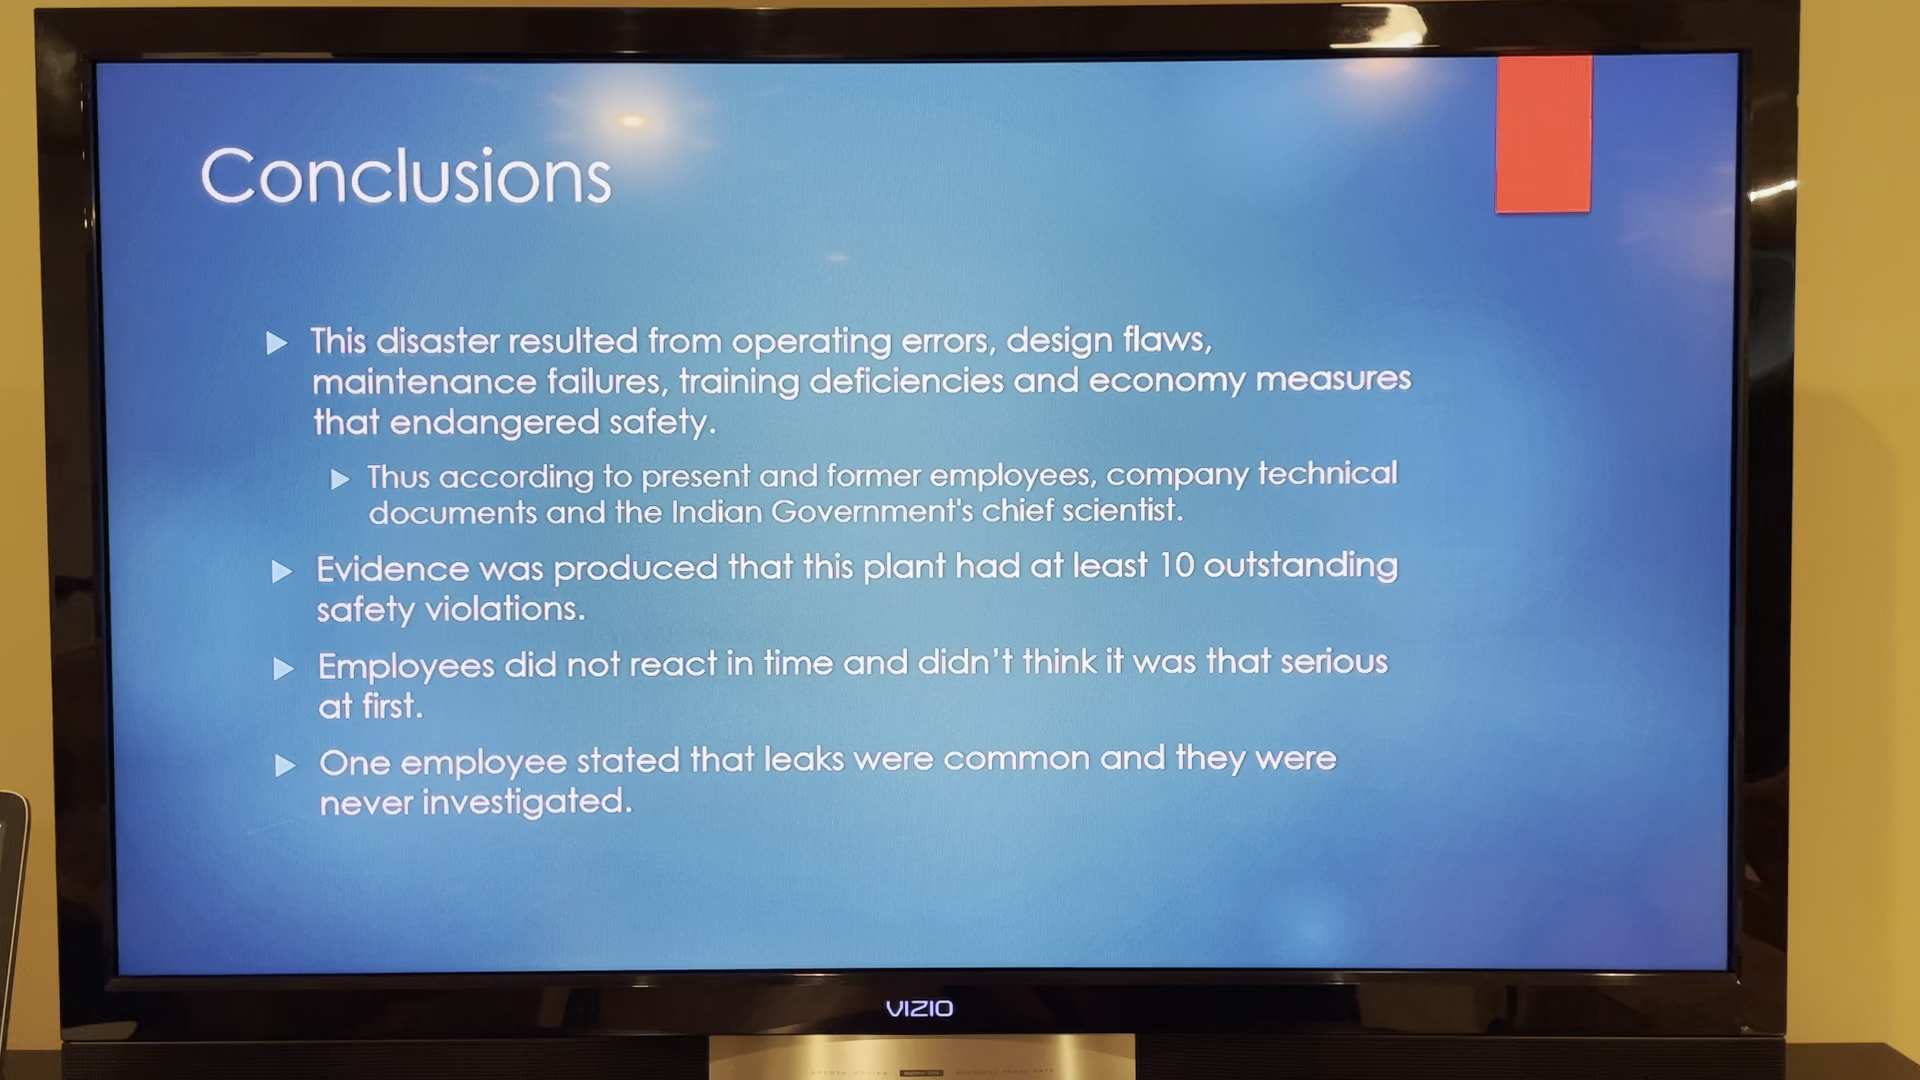 Conclusions
This disaster resulted from operating errors, design flaws,
maintenance failures, training deficiencies and economy measures
that endangered safety.
Thus according to present and former employees, company technical
documents and the Indian Government's chief scientist.
Evidence was produced that this plant had at least 10 outstanding
safety violations.
Employees did not react in time and didn't think it was that serious
at first.
One employee stated that leaks were common and they were
never investigated.
VIZIO